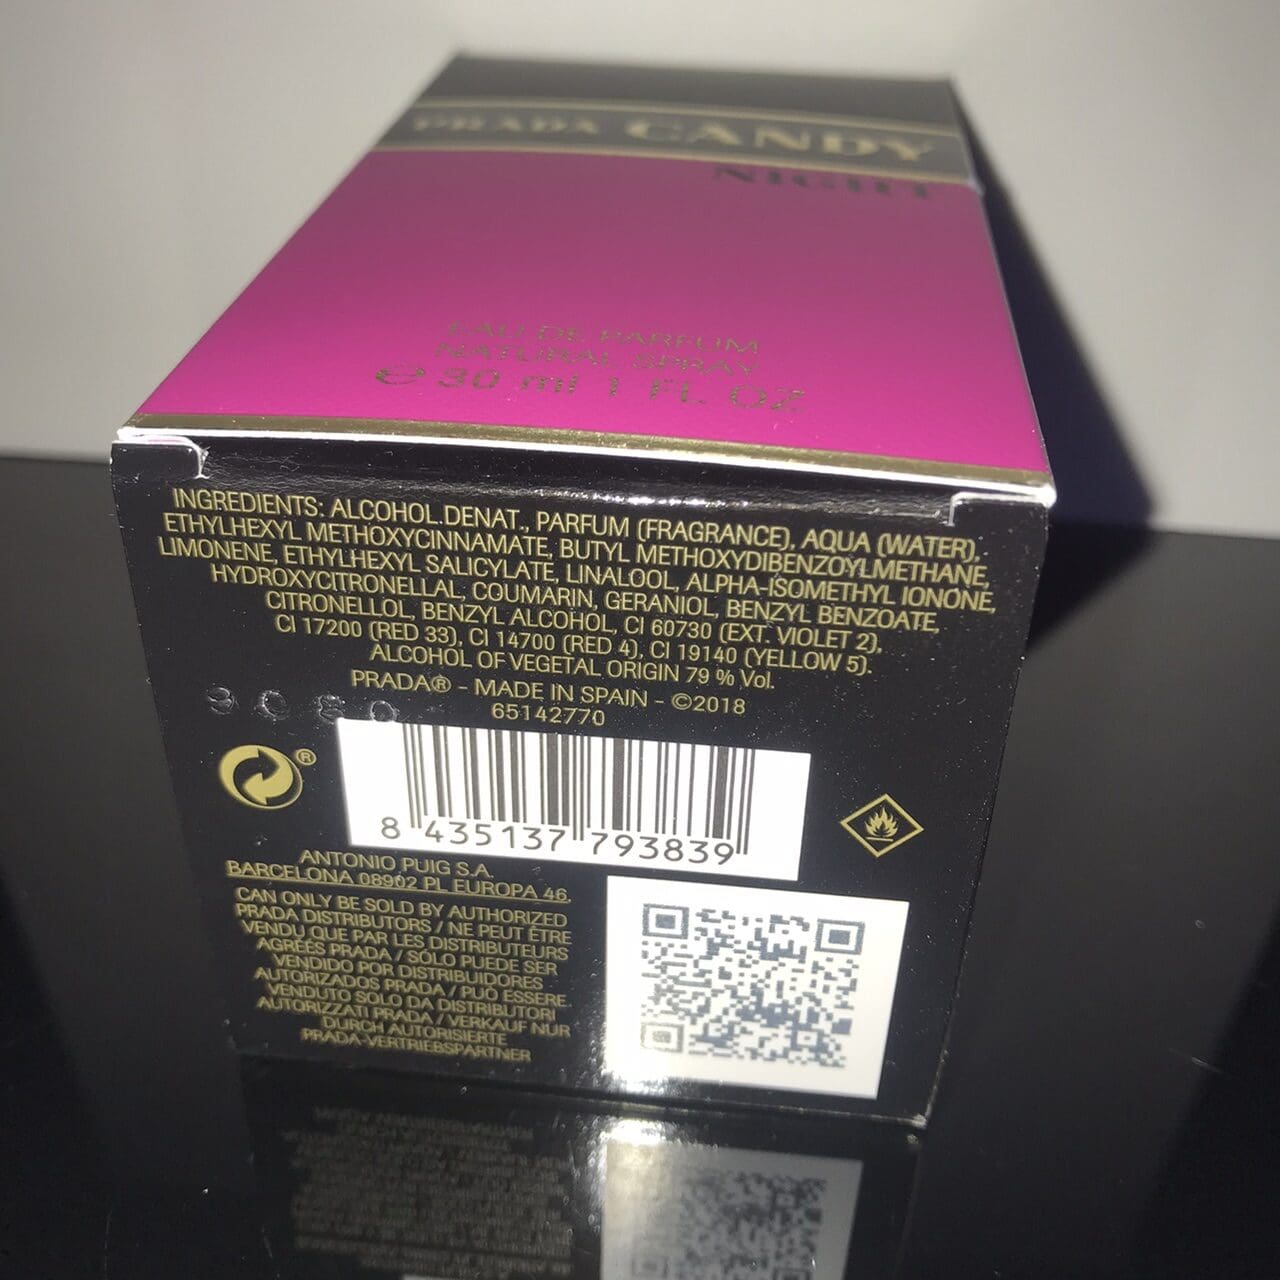 PRADA CANDY
NIGHT
EAU DE PARFUM
NATURAL SPRAY
℮ 30 ml 1 FL. OZ
INGREDIENTS: ALCOHOL DENAT., PARFUM (FRAGRANCE), AQUA (WATER),
ETHYLHEXYL METHOXYCINNAMATE, BUTYL METHOXYDIBENZOYLMETHANE,
LIMONENE, ETHYLHEXYL SALICYLATE, LINALOOL, ALPHA-ISOMETHYL IONONE,
HYDROXYCITRONELLAL, COUMARIN, GERANIOL, BENZYL BENZOATE,
CITRONELLOL, BENZYL ALCOHOL, CI 60730 (EXT. VIOLET 2),
CI 17200 (RED 33), CI 14700 (RED 4), CI 19140 (YELLOW 5).
ALCOHOL OF VEGETAL ORIGIN 79 % Vol.
PRADA® - MADE IN SPAIN - ©2018
65142770
®
8 435137 793839
ANTONIO PUIG S.A.
BARCELONA 08902 PL. EUROPA 46.
CAN ONLY BE SOLD BY AUTHORIZED
PRADA DISTRIBUTORS / NE PEUT ÊTRE
VENDU QUE PAR LES DISTRIBUTEURS
AGRÉÉS PRADA / SÓLO PUEDE SER
VENDIDO POR DISTRIBUIDORES
AUTORIZADOS PRADA / PUÒ ESSERE
VENDUTO SOLO DA DISTRIBUTORI
AUTORIZZATI PRADA / VERKAUF NUR
DURCH AUTORISIERTE
PRADA-VERTRIEBSPARTNER